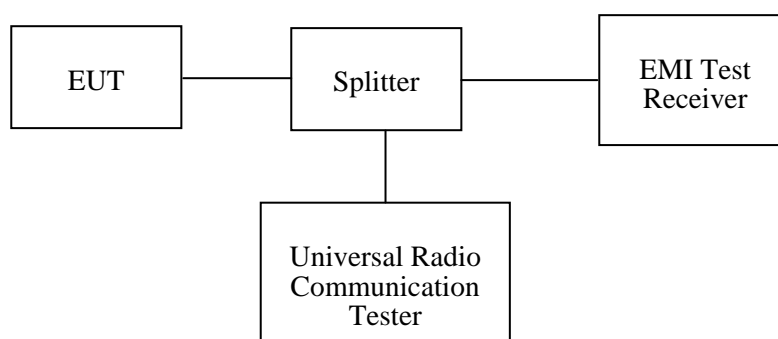 EUT
Splitter
EMI Test
Receiver
Universal Radio
Communication
Tester